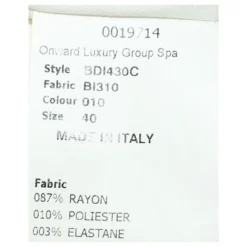 0019714
Onward Luxury Group Spa
Style BDI430C
Fabric BI310
Colour 010
Size 40
MADE IN ITALY
Fabric
087% RAYON
010% POLIESTER
003% ELASTANE